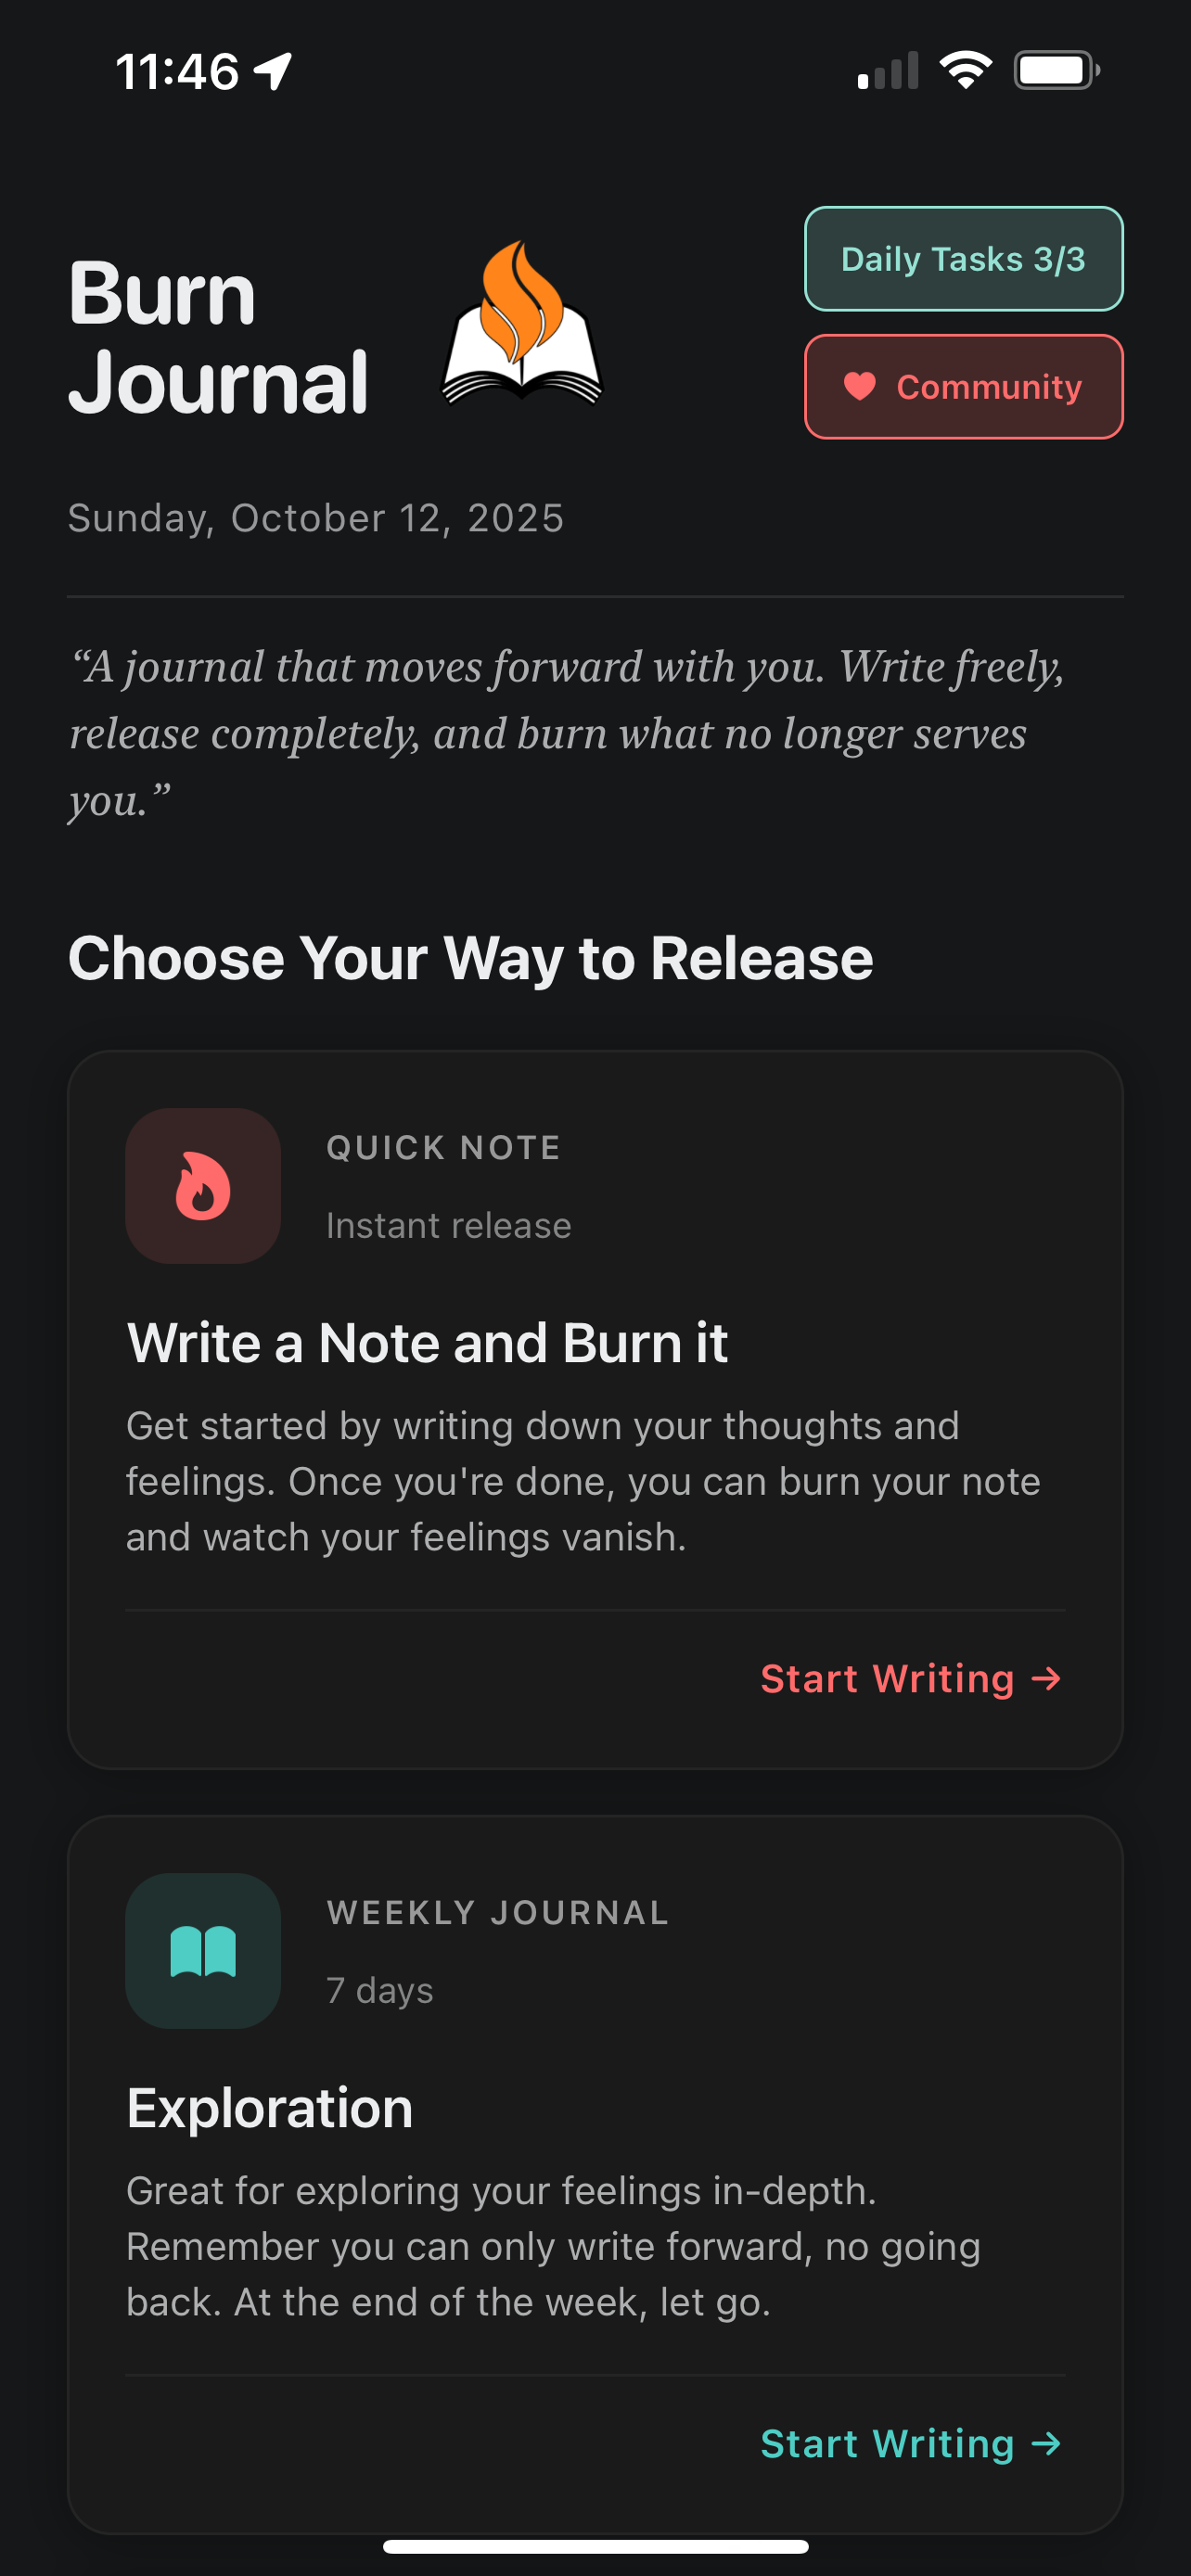 11:46
Burn
Journal
Daily Tasks 3/3
Community
Sunday, October 12, 2025
“A journal that moves forward with you. Write freely,
release completely, and burn what no longer serves
you.”
Choose Your Way to Release
QUICK NOTE
Instant release
Write a Note and Burn it
Get started by writing down your thoughts and
feelings. Once you're done, you can burn your note
and watch your feelings vanish.
Start Writing →
WEEKLY JOURNAL
7 days
Exploration
Great for exploring your feelings in-depth.
Remember you can only write forward, no going
back. At the end of the week, let go.
Start Writing →